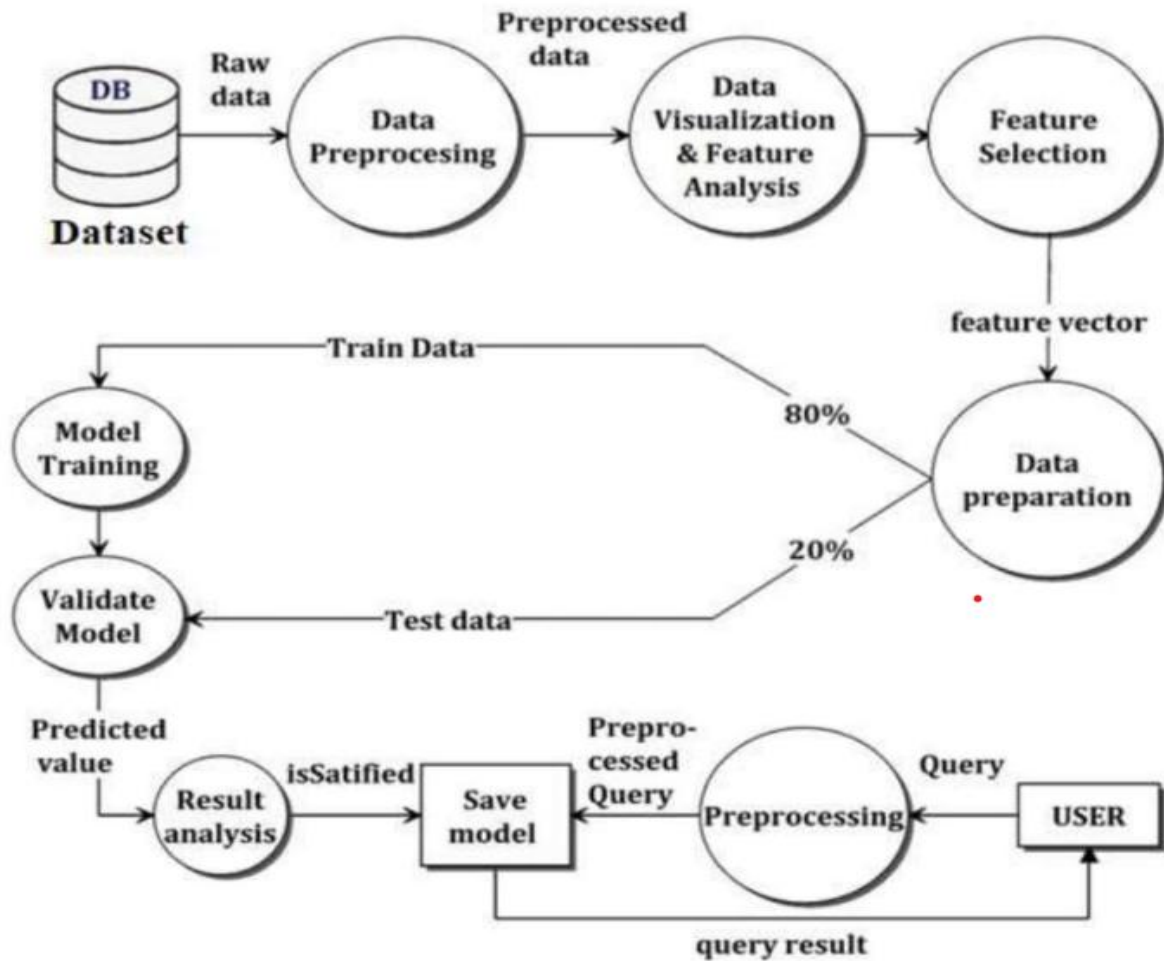 DB
Dataset
Raw
data
Data
Preprocesing
Preprocessed
data
Data
Visualization
& Feature
Analysis
Feature
Selection
feature vector
Data
preparation
80%
Train Data
20%
Test data
Model
Training
Validate
Model
Predicted
value
Result
analysis
isSatified
Save
model
Prepro-
cessed
Query
Preprocessing
Query
USER
query result